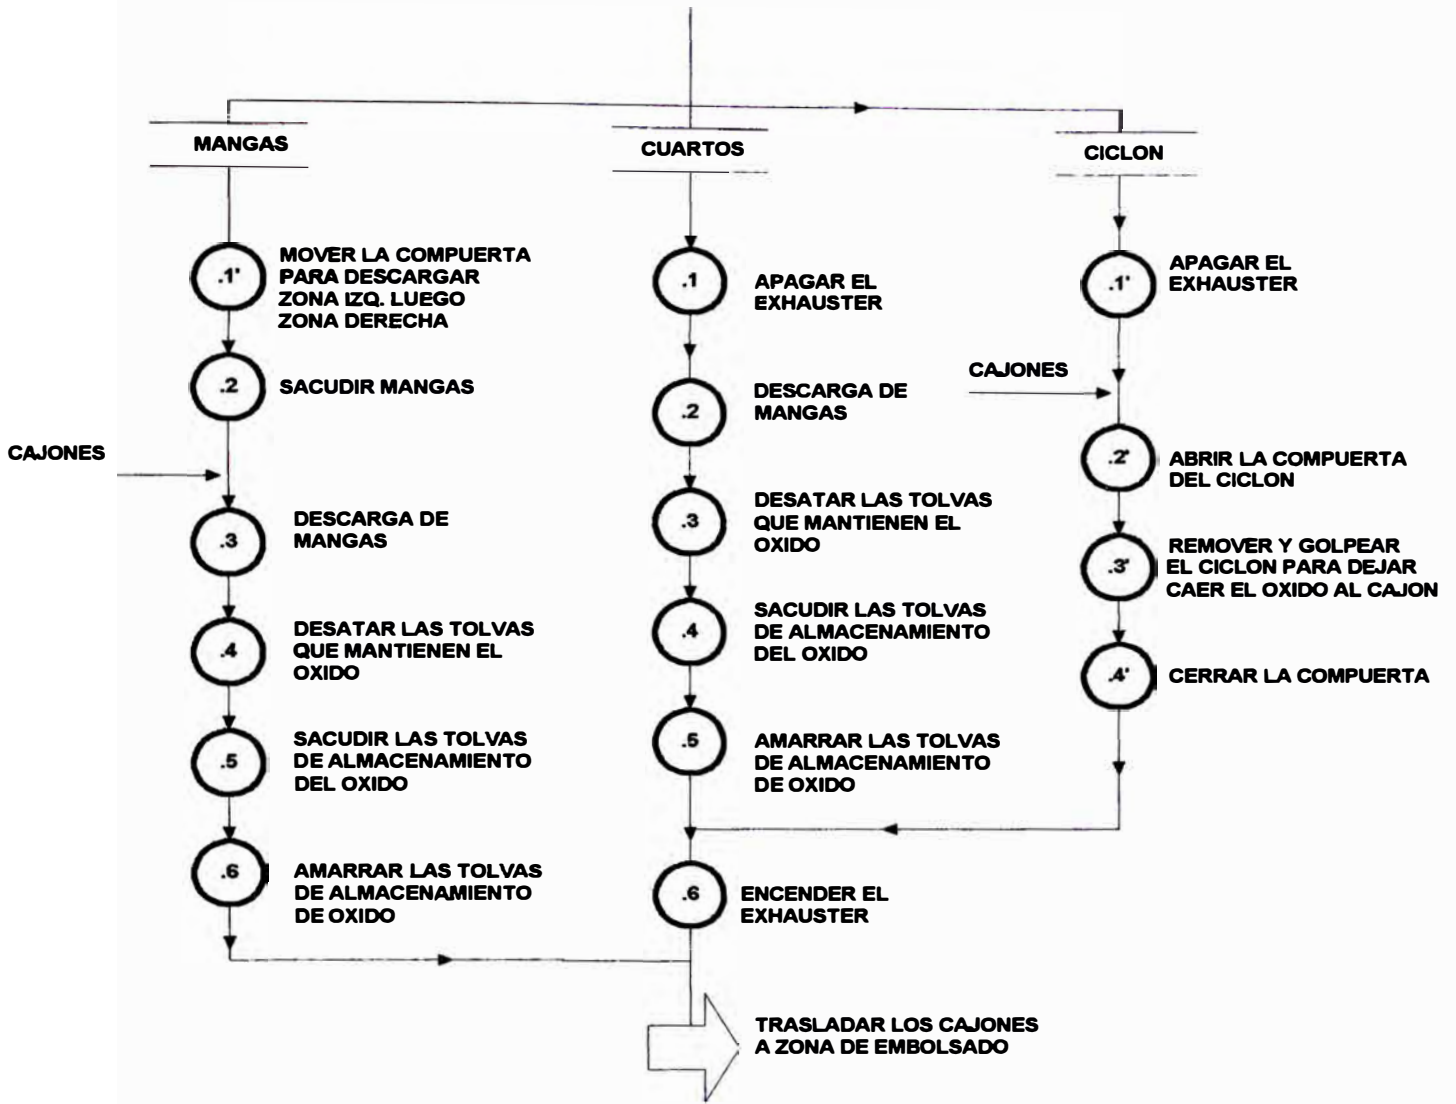 MANGAS
CUARTOS
CICLON
.1'
MOVER LA COMPUERTA
PARA DESCARGAR
ZONA IZQ. LUEGO
ZONA DERECHA
.2
SACUDIR MANGAS
CAJONES
.3
DESCARGA DE
MANGAS
.4
DESATAR LAS TOLVAS
QUE MANTIENEN EL
OXIDO
.5
SACUDIR LAS TOLVAS
DE ALMACENAMIENTO
DEL OXIDO
.6
AMARRAR LAS TOLVAS
DE ALMACENAMIENTO
DE OXIDO
.1
APAGAR EL
EXHAUSTER
.2
DESCARGA DE
MANGAS
.3
DESATAR LAS TOLVAS
QUE MANTIENEN EL
OXIDO
.4
SACUDIR LAS TOLVAS
DE ALMACENAMIENTO
DEL OXIDO
.5
AMARRAR LAS TOLVAS
DE ALMACENAMIENTO
DE OXIDO
.6
ENCENDER EL
EXHAUSTER
.1'
APAGAR EL
EXHAUSTER
CAJONES
.2'
ABRIR LA COMPUERTA
DEL CICLON
.3'
REMOVER Y GOLPEAR
EL CICLON PARA DEJAR
CAER EL OXIDO AL CAJON
.4'
CERRAR LA COMPUERTA
TRASLADAR LOS CAJONES
A ZONA DE EMBOLSADO